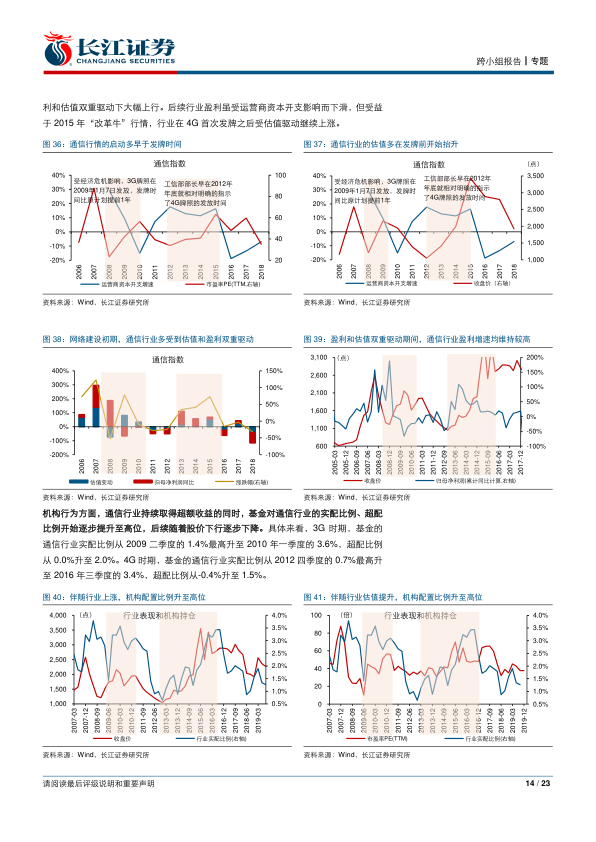 长江证券
CHANGJIANG SECURITIES
跨小组报告┃专题
利和估值双重驱动下大幅上行。后续行业盈利虽受运营商资本开支影响而下滑，但受益
于 2015 年“改革牛”行情，行业在 4G 首次发牌之后受估值驱动继续上涨。
图 36：通信行情的启动多早于发牌时间
通信指数
受经济危机影响，3G牌照在
2009年1月7日发放，发牌时
间比原计划提前1年
工信部部长早在2012年
年底就相对明确的指示
了4G牌照的发放时间
40%
30%
20%
10%
0%
-10%
-20%
100
80
60
40
20
2006
2007
2008
2009
2010
2011
2012
2013
2014
2015
2016
2017
2018
运营商资本开支增速
市盈率PE(TTM,右轴)
资料来源：Wind，长江证券研究所
图 37：通信行业的估值多在发牌前开始抬升
通信指数
（点）
受经济危机影响，3G牌照在
2009年1月7日发放，发牌时
间比原计划提前1年
工信部部长早在2012年
年底就相对明确的指示
了4G牌照的发放时间
40%
30%
20%
10%
0%
-10%
-20%
3,500
3,000
2,500
2,000
1,500
1,000
2006
2007
2008
2009
2010
2011
2012
2013
2014
2015
2016
2017
2018
运营商资本开支增速
收盘价（右轴）
资料来源：Wind，长江证券研究所
图 38：网络建设初期，通信行业多受到估值和盈利双重驱动
通信指数
400%
300%
200%
100%
0%
-100%
-200%
150%
100%
50%
0%
-50%
-100%
2006
2007
2008
2009
2010
2011
2012
2013
2014
2015
2016
2017
2018
估值变动
归母净利润同比
涨跌幅(右轴)
资料来源：Wind，长江证券研究所
图 39：盈利和估值双重驱动期间，通信行业盈利增速均维持较高
（点）
3,100
2,600
2,100
1,600
1,100
600
200%
150%
100%
50%
0%
-50%
-100%
2005-03
2005-12
2006-09
2007-06
2008-03
2008-12
2009-09
2010-06
2011-03
2011-12
2012-09
2013-06
2014-03
2014-12
2015-09
2016-06
2017-03
2017-12
收盘价
归母净利润(累计同比计算,右轴)
资料来源：Wind，长江证券研究所
机构行为方面，通信行业持续取得超额收益的同时，基金对通信行业的实配比例、超配
比例开始逐步提升至高位，后续随着股价下行逐步下降。具体来看，3G 时期，基金的
通信行业实配比例从 2009 二季度的 1.4%最高升至 2010 年一季度的 3.6%，超配比例
从 0.0%升至 2.0%。4G 时期，基金的通信行业实配比例从 2012 四季度的 0.7%最高升
至 2016 年三季度的 3.4%，超配比例从-0.4%升至 1.5%。
图 40：伴随行业上涨，机构配置比例升至高位
（点）
行业表现和机构持仓
4,000
3,500
3,000
2,500
2,000
1,500
1,000
4.0%
3.5%
3.0%
2.5%
2.0%
1.5%
1.0%
0.5%
2007-03
2007-12
2008-09
2009-06
2010-03
2010-12
2011-09
2012-06
2013-03
2013-12
2014-09
2015-06
2016-03
2016-12
2017-09
2018-06
2019-03
收盘价
行业实配比例(右轴)
资料来源：Wind，长江证券研究所
图 41：伴随行业估值提升，机构配置比例升至高位
（倍）
行业表现和机构持仓
100
80
60
40
20
0
4.0%
3.5%
3.0%
2.5%
2.0%
1.5%
1.0%
0.5%
2007-03
2007-12
2008-09
2009-06
2010-03
2010-12
2011-09
2012-06
2013-03
2013-12
2014-09
2015-06
2016-03
2016-12
2017-09
2018-06
2019-03
2019-12
市盈率PE(TTM)
行业实配比例(右轴)
资料来源：Wind，长江证券研究所
请阅读最后评级说明和重要声明
14 / 23